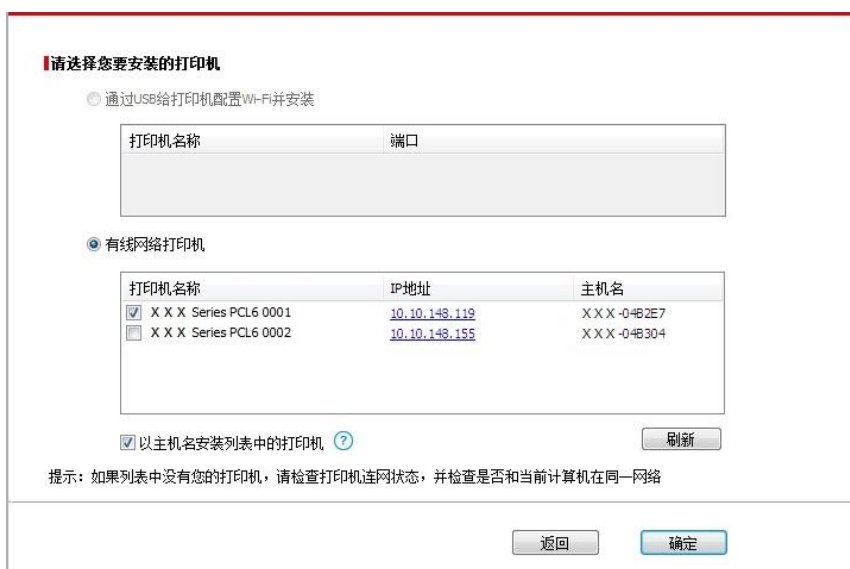 请选择您要安装的打印机
通过USB给打印机配置Wi-Fi并安装
打印机名称 端口
有线网络打印机
打印机名称 IP地址 主机名
X X X Series PCL6 0001 10.10.148.119 X X X -04B2E7
X X X Series PCL6 0002 10.10.148.155 X X X -04B304
以主机名安装列表中的打印机 ? 刷新
提示：如果列表中没有您的打印机，请检查打印机连网状态，并检查是否和当前计算机在同一网络
返回 确定